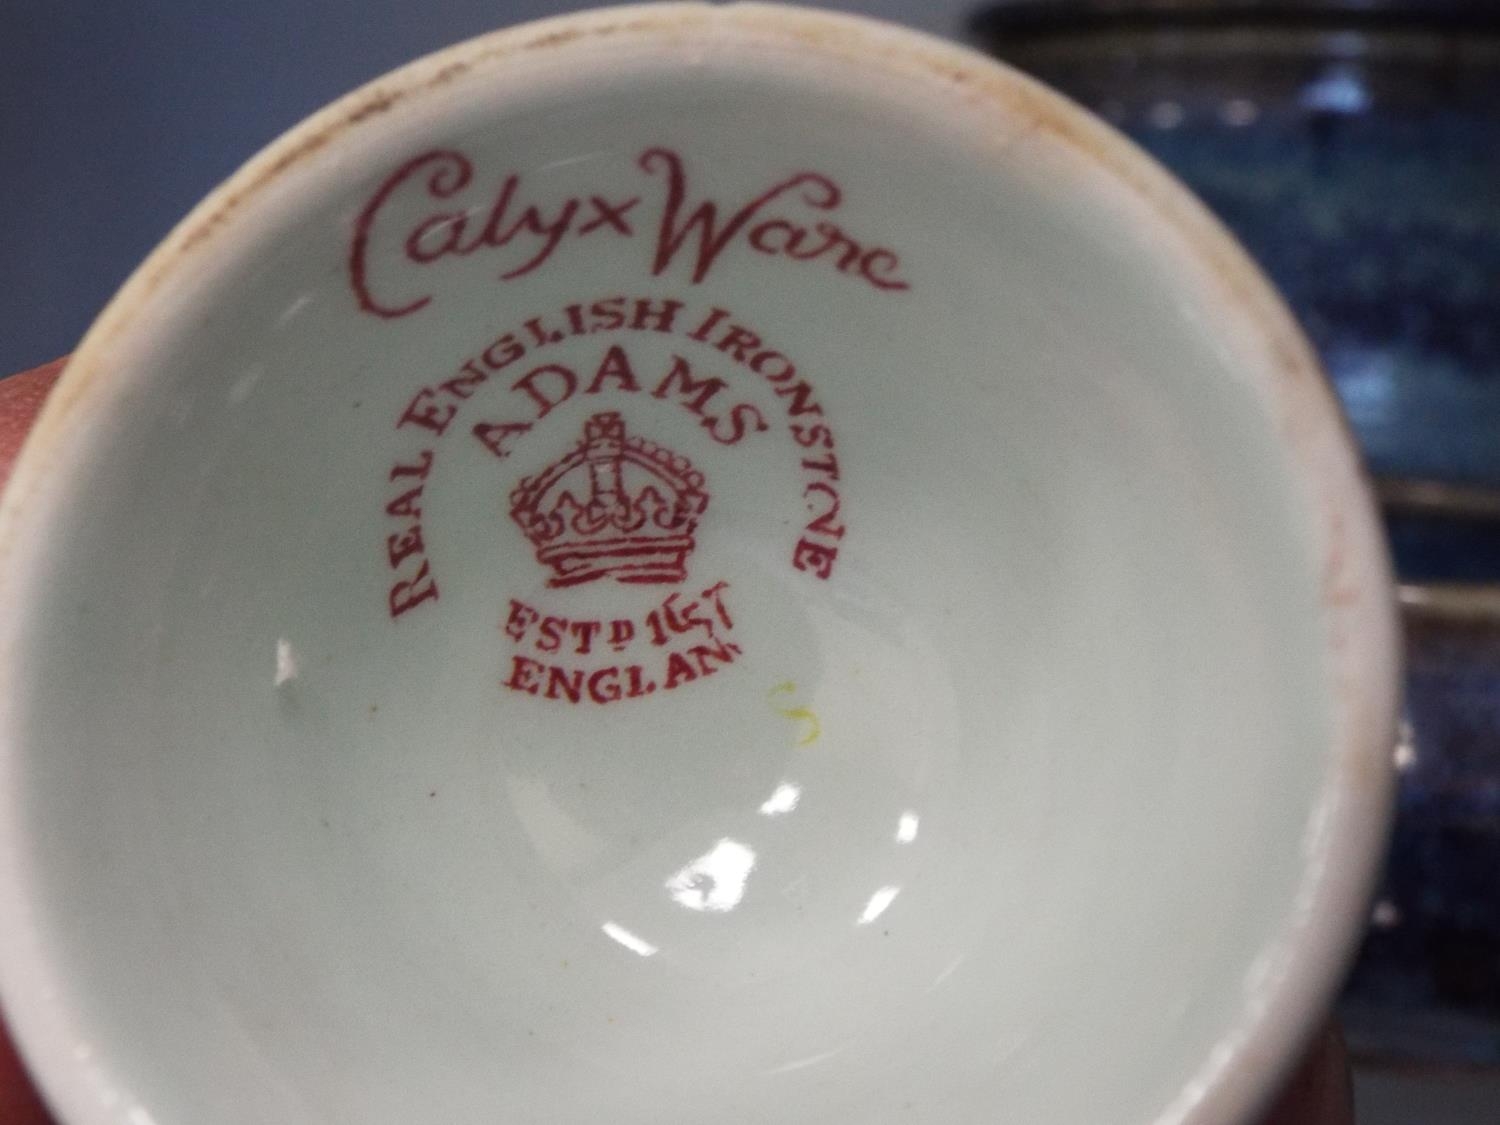 Calyx Ware
REAL ENGLISH IRONSTONE
ADAMS
ESTD 1657
ENGLAN
S